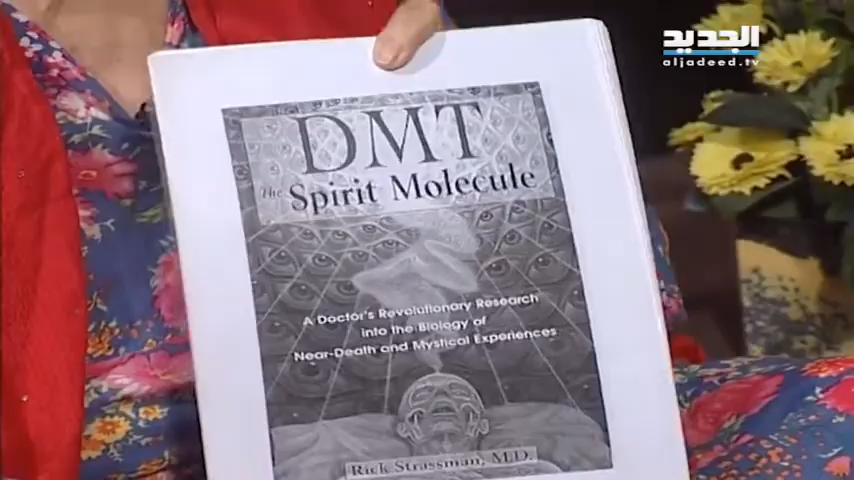 الجديد
aljadeed.tv
DMT
The Spirit Molecule
A Doctor's Revolutionary Research
into the Biology of
Near-Death and Mystical Experiences
Rick Strassman, M.D.